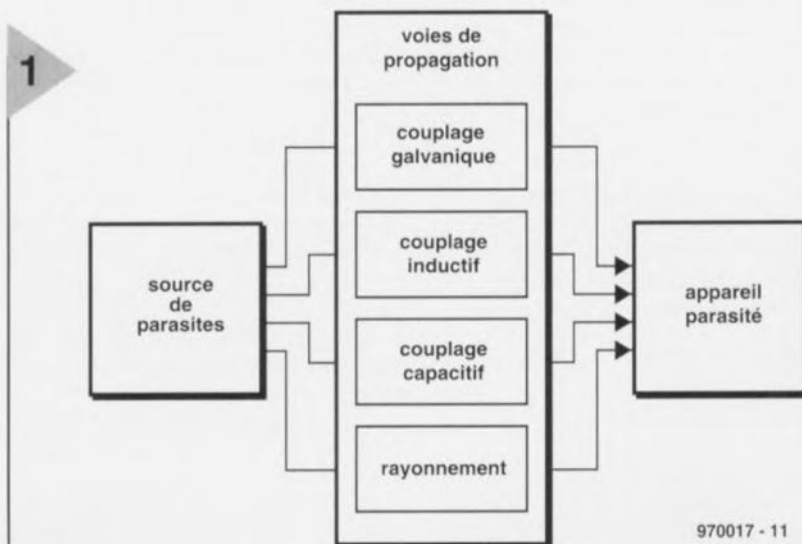 1
voies de
propagation
couplage
galvanique
couplage
inductif
couplage
capacitif
rayonnement
source
de
parasites
appareil
parasité
970017 - 11